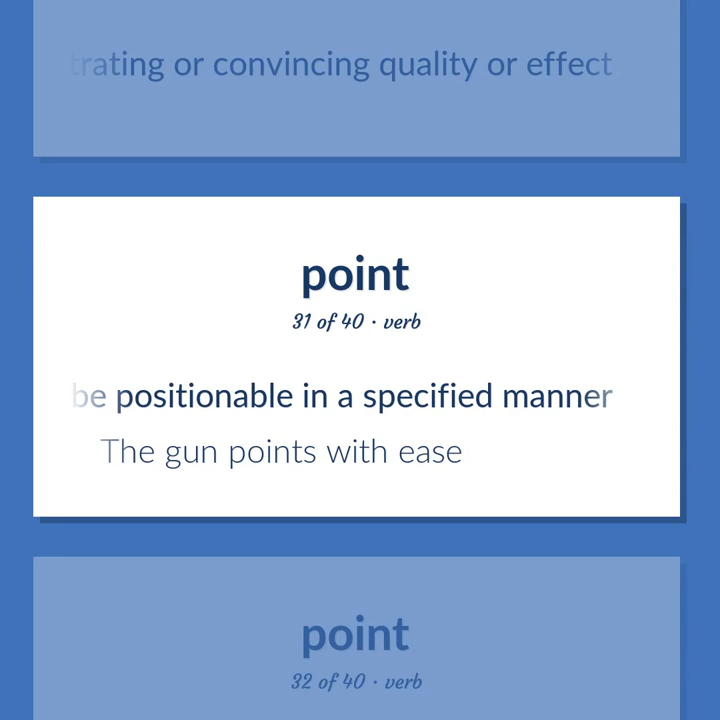 trating or convincing quality or effect
point
31 of 40 · verb
be positionable in a specified manner
The gun points with ease
point
32 of 40 · verb